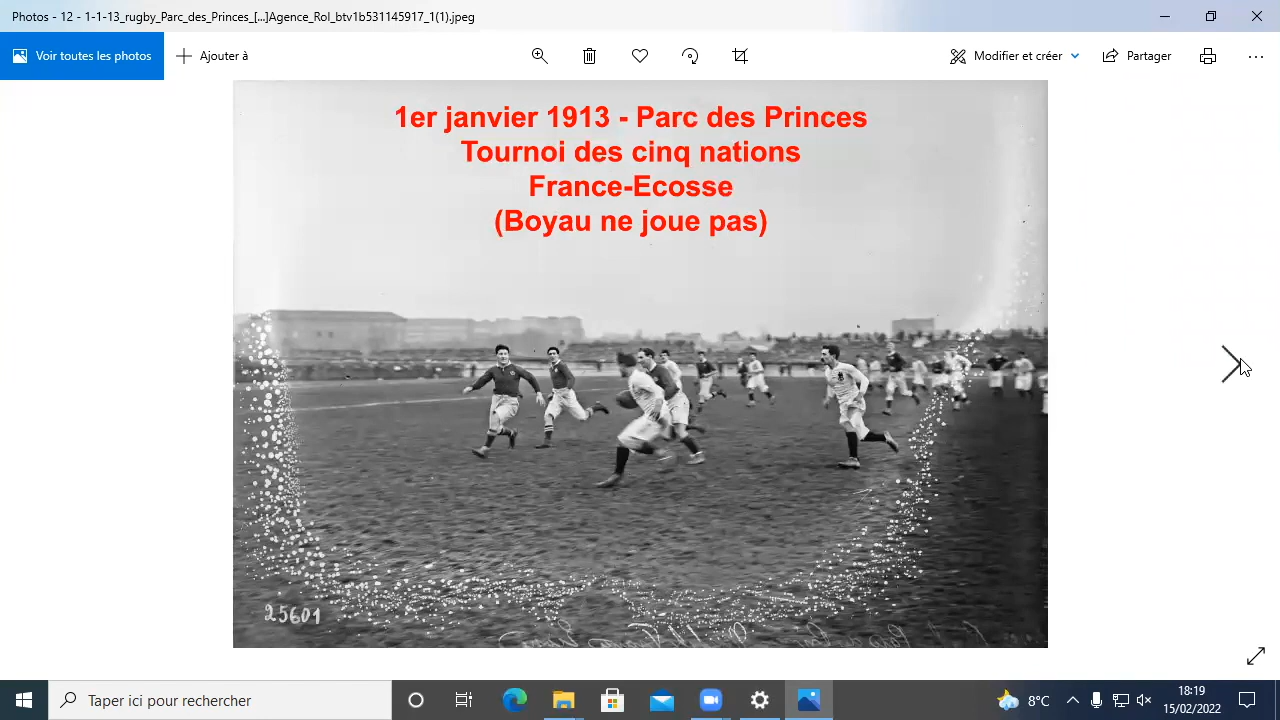 Photos - 12 - 1-1-13_rugby_Parc_des_Princes_[...]Agence_Rol_btv1b531145917_1(1).jpeg
Voir toutes les photos
Ajouter à
Modifier et créer
Partager
1er janvier 1913 - Parc des Princes
Tournoi des cinq nations
France-Ecosse
(Boyau ne joue pas)
25601
Taper ici pour rechercher
8°C
18:19
15/02/2022